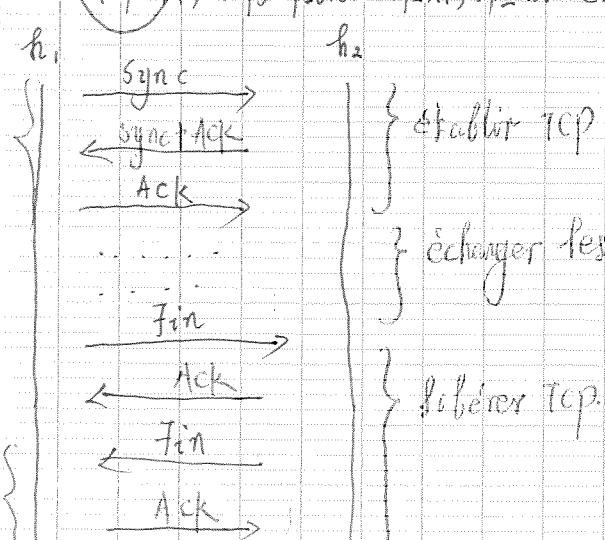 h1 h2
Sync
Sync+Ack
établir TCP
Ack
échanger les
Fin
Ack
libérer TCP.
Fin
Ack